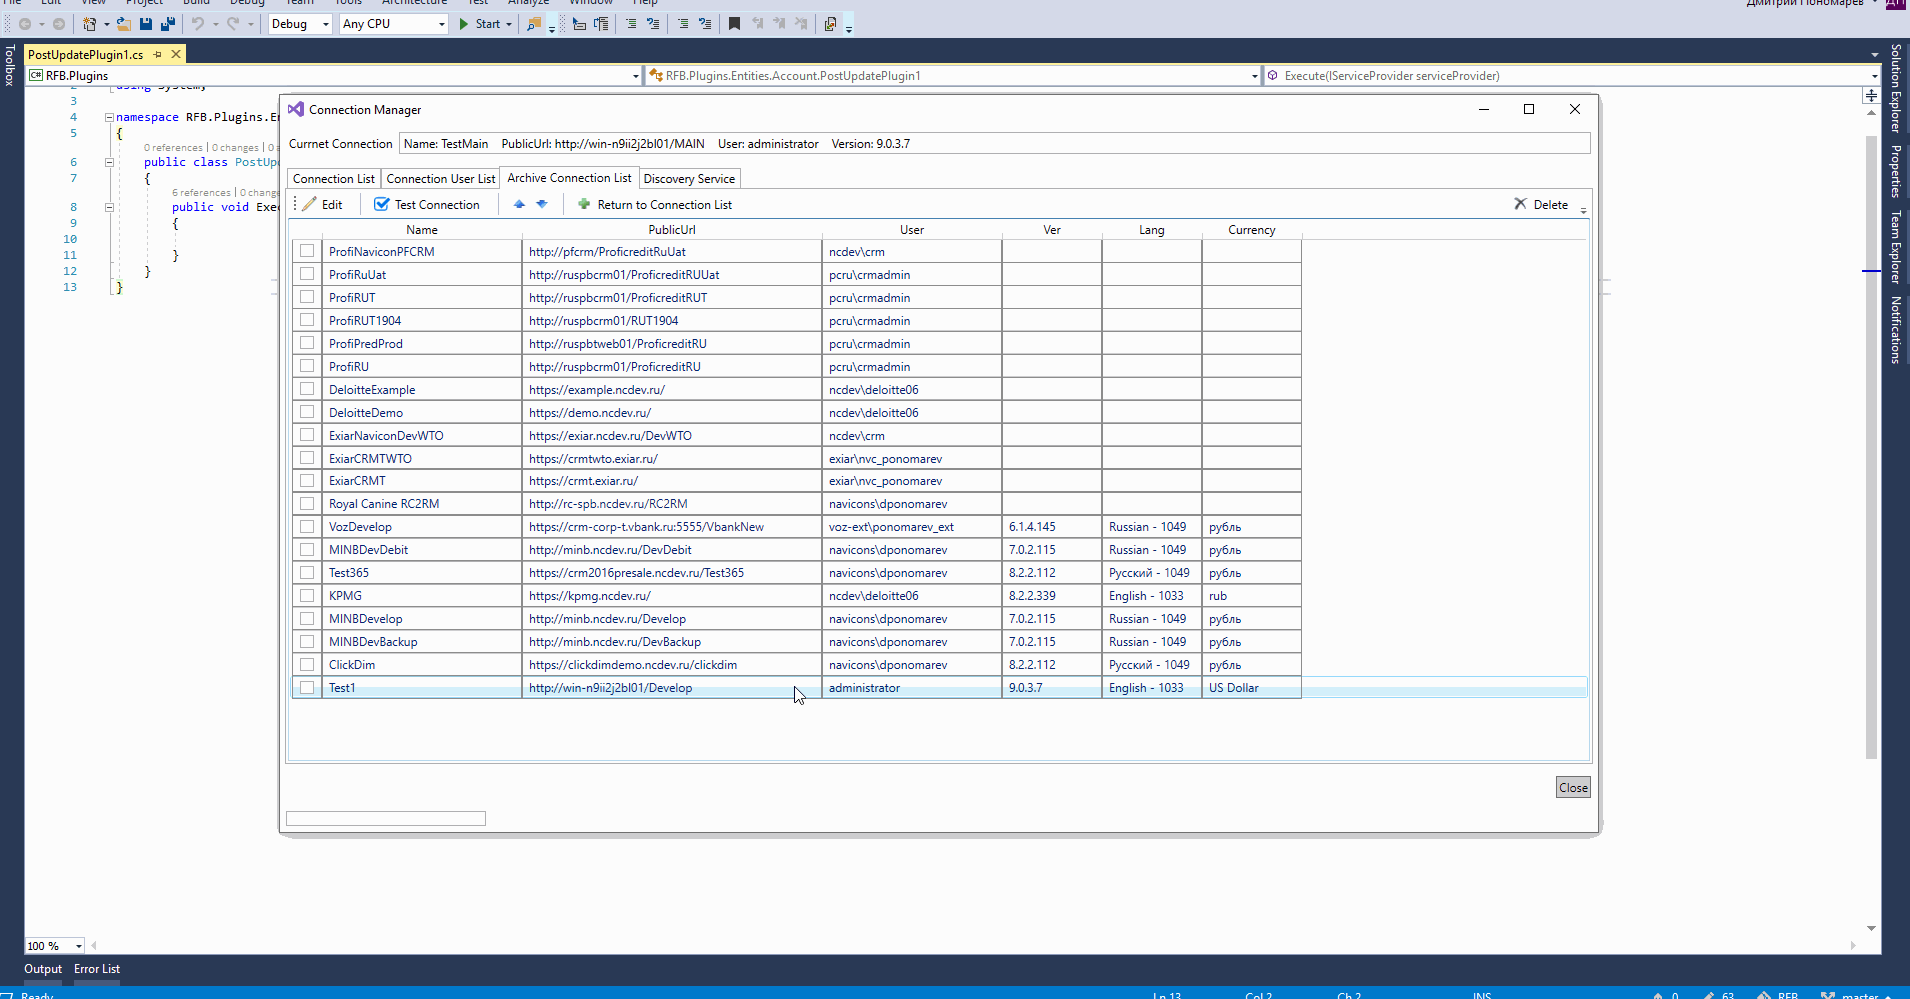 File Edit View Project Build Debug Team Tools Architecture Test Analyze Window Help Дмитрий Пономарев ДП
Debug Any CPU Start
Toolbox
PostUpdatePlugin1.cs
C# RFB.Plugins RFB.Plugins.Entities.Account.PostUpdatePlugin1 Execute(IServiceProvider serviceProvider)
2 using System;
3
4 namespace RFB.Plugins.En
5 {
0 references | 0 changes | 0
6 public class PostUp
7 {
6 references | 0 change
8 public void Exe
9 {
10
11 }
12 }
13 }
Connection Manager
Currnet Connection Name: TestMain PublicUrl: http://win-n9ii2j2bl01/MAIN User: administrator Version: 9.0.3.7
Connection List Connection User List Archive Connection List Discovery Service
Edit Test Connection Return to Connection List Delete
Name PublicUrl User Ver Lang Currency
ProfiNaviconPFCRM http://pfcrm/ProficreditRuUat ncdev\crm
ProfiRuUat http://ruspbcrm01/ProficreditRUUat pcru\crmadmin
ProfiRUT http://ruspbcrm01/ProficreditRUT pcru\crmadmin
ProfiRUT1904 http://ruspbcrm01/RUT1904 pcru\crmadmin
ProfiPredProd http://ruspbtweb01/ProficreditRU pcru\crmadmin
ProfiRU http://ruspbcrm01/ProficreditRU pcru\crmadmin
DeloitteExample https://example.ncdev.ru/ ncdev\deloitte06
DeloitteDemo https://demo.ncdev.ru/ ncdev\deloitte06
ExiarNaviconDevWTO https://exiar.ncdev.ru/DevWTO ncdev\crm
ExiarCRMTWTO https://crmtwto.exiar.ru/ exiar\nvc_ponomarev
ExiarCRMT https://crmt.exiar.ru/ exiar\nvc_ponomarev
Royal Canine RC2RM http://rc-spb.ncdev.ru/RC2RM navicons\dponomarev
VozDevelop https://crm-corp-t.vbank.ru:5555/VbankNew voz-ext\ponomarev_ext 6.1.4.145 Russian - 1049 рубль
MINBDevDebit http://minb.ncdev.ru/DevDebit navicons\dponomarev 7.0.2.115 Russian - 1049 рубль
Test365 https://crm2016presale.ncdev.ru/Test365 navicons\dponomarev 8.2.2.112 Русский - 1049 рубль
KPMG https://kpmg.ncdev.ru/ ncdev\deloitte06 8.2.2.339 English - 1033 rub
MINBDevelop http://minb.ncdev.ru/Develop navicons\dponomarev 7.0.2.115 Russian - 1049 рубль
MINBDevBackup http://minb.ncdev.ru/DevBackup navicons\dponomarev 7.0.2.115 Russian - 1049 рубль
ClickDim https://clickdimdemo.ncdev.ru/clickdim navicons\dponomarev 8.2.2.112 Русский - 1049 рубль
Test1 http://win-n9ii2j2bl01/Develop administrator 9.0.3.7 English - 1033 US Dollar
Close
Solution Explorer
Properties
Team Explorer
Notifications
100 %
Output Error List
Ready Ln 13 Col 2 Ch 2 INS 0 63 RFB master